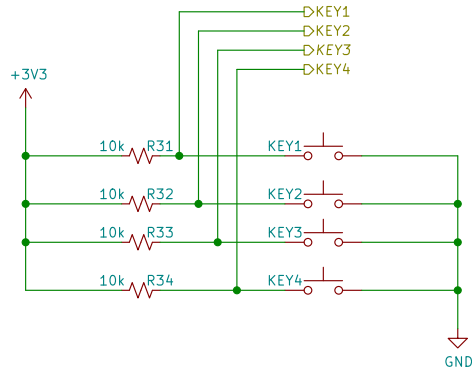 KEY1
KEY2
KEY3
KEY4
+3V3
10k R31 KEY1
10k R32 KEY2
10k R33 KEY3
10k R34 KEY4
GND